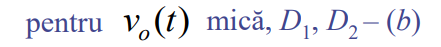 pentru v_o(t) mică, D_1, D_2 – (b)